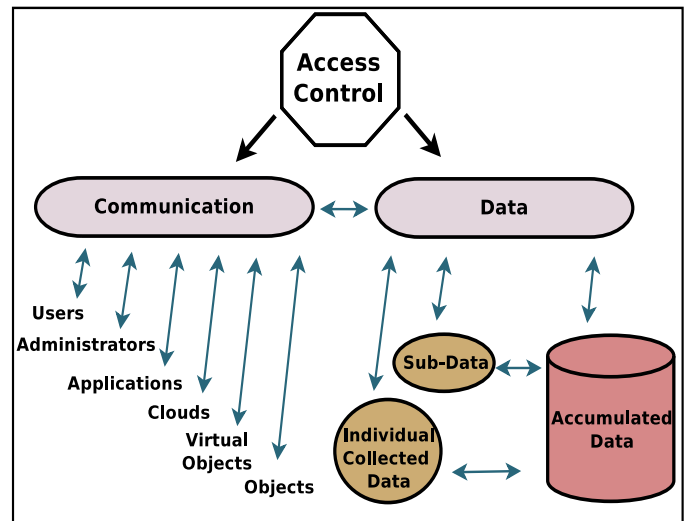 Access
Control
Communication
Data
Users
Administrators
Applications
Clouds
Virtual
Objects
Objects
Sub-Data
Individual
Collected
Data
Accumulated
Data